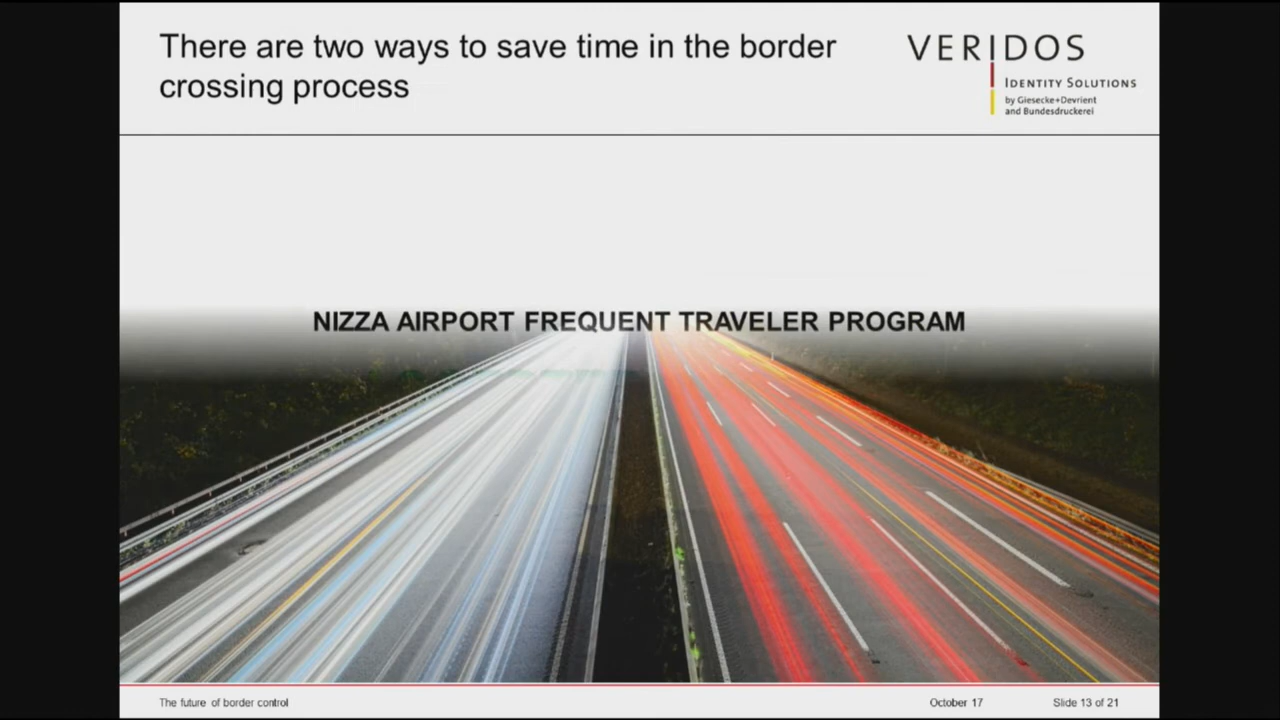 There are two ways to save time in the border
crossing process
VERIDOS
IDENTITY SOLUTIONS
by Giesecke+Devrient
and Bundesdruckerei
NIZZA AIRPORT FREQUENT TRAVELER PROGRAM
The future of border control
October 17
Slide 13 of 21